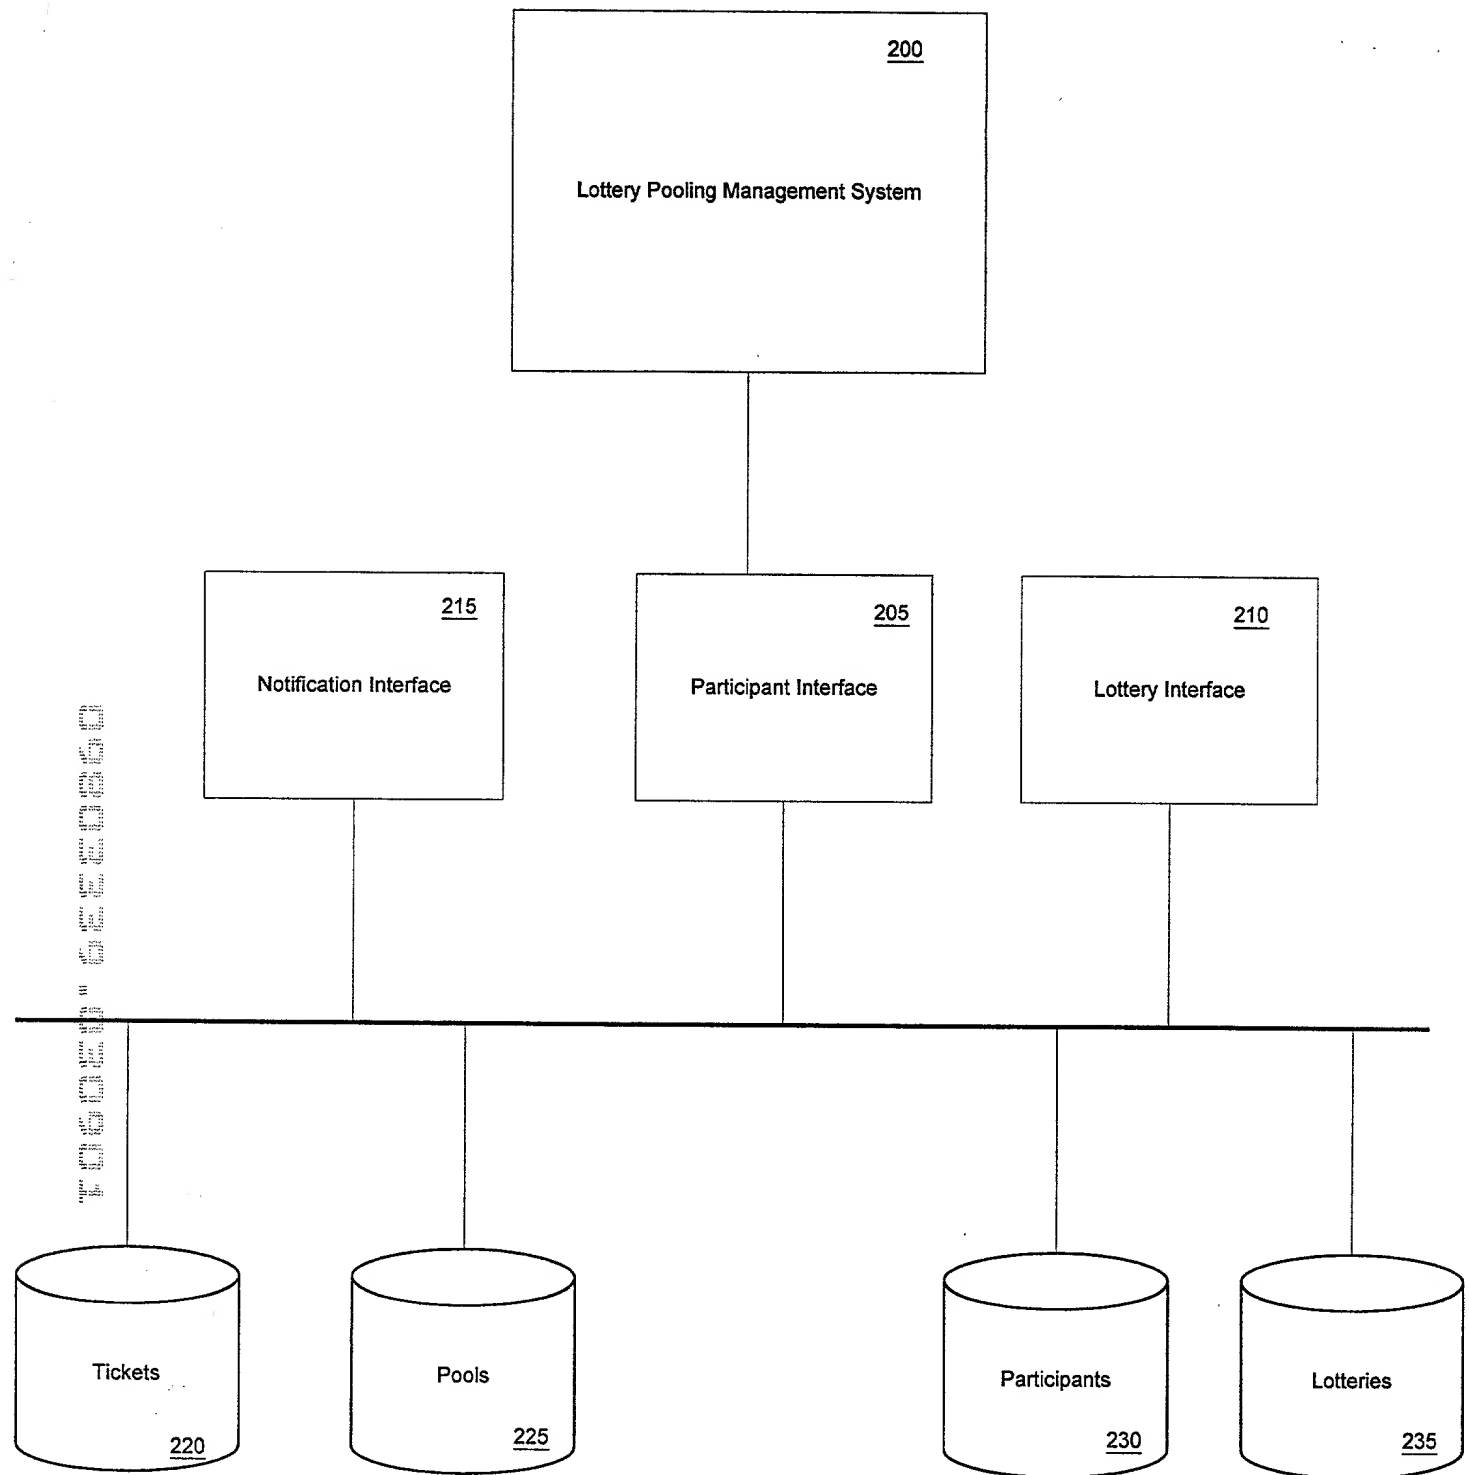 200
Lottery Pooling Management System
215
Notification Interface
205
Participant Interface
210
Lottery Interface
Tickets
220
Pools
225
Participants
230
Lotteries
235